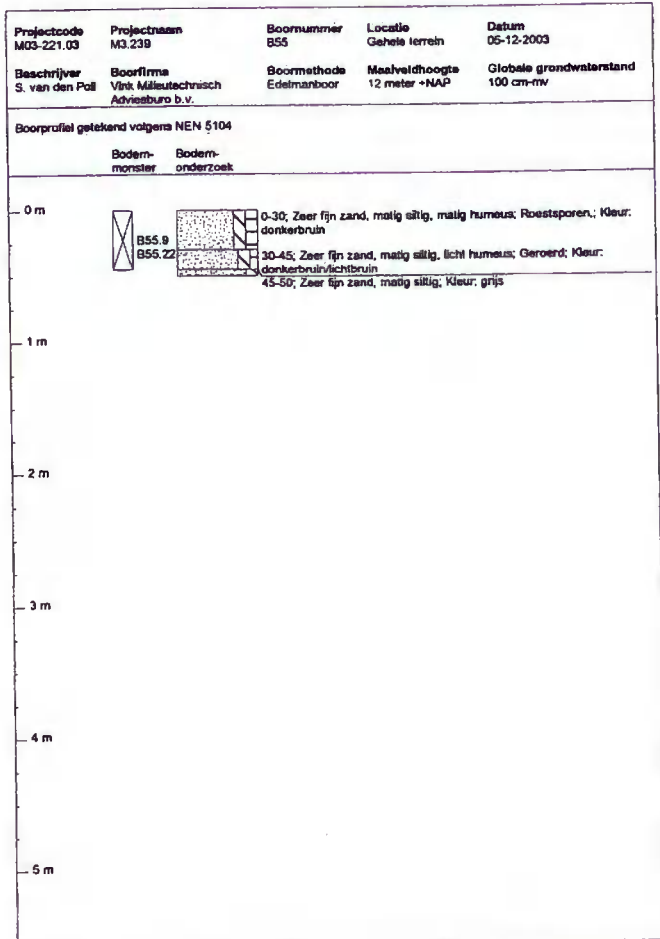 Projectcode Projectnaam Boornummer Locatie Datum
M03-221.03 M3.239 B55 Gehele terrein 05-12-2003
Beschrijver Boorfirma Boormethode Maaiveldhoogte Globale grondwaterstand
S. van den Poll Vink Milieutechnisch Edelmanboor 12 meter +NAP 100 cm-mv
Adviesburo b.v.
Boorprofiel getekend volgens NEN 5104
Bodem- Bodem-
monster onderzoek
0 m 0-30; Zeer fijn zand, matig siltig, matig humeus; Roestsporen,; Kleur:
donkerbruin
B55.9
B55.22 30-45; Zeer fijn zand, matig siltig, licht humeus; Geroerd; Kleur:
donkerbruin/lichtbruin
45-50; Zeer fijn zand, matig siltig; Kleur: grijs
1 m
2 m
3 m
4 m
5 m